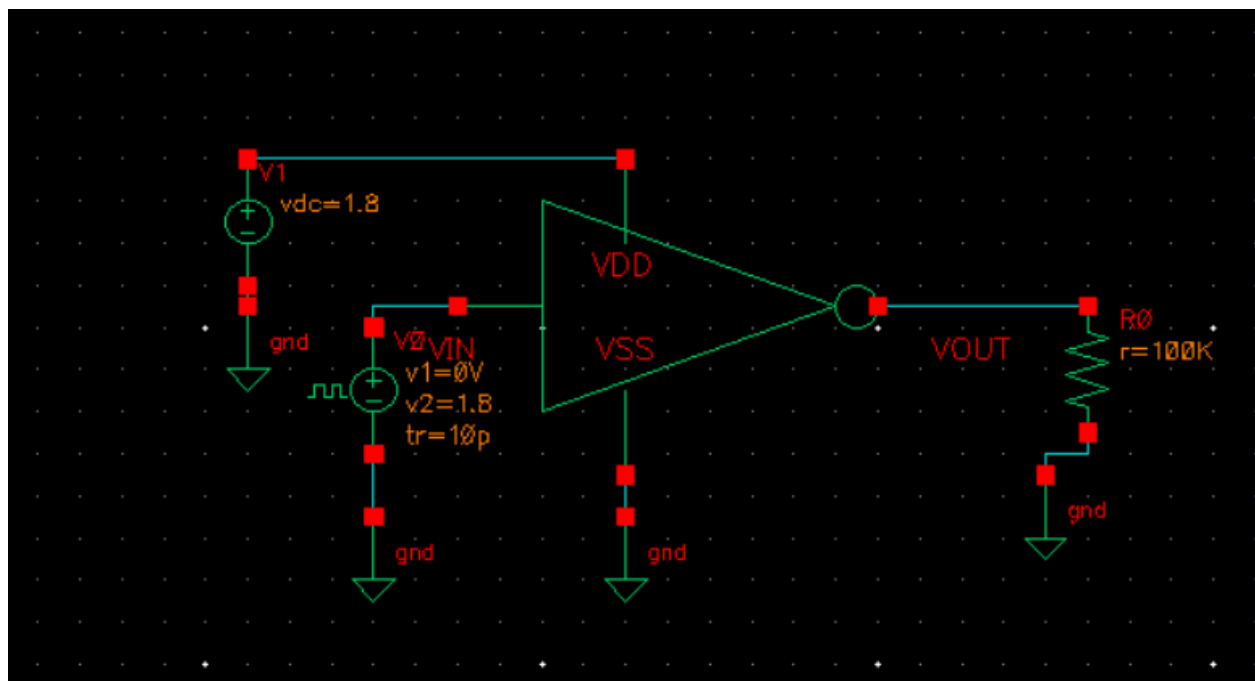 V1
vdc=1.8
VDD
gnd
V0
VIN
VSS
VOUT
R0
r=100K
v1=0V
v2=1.8
tr=10p
gnd
gnd
gnd